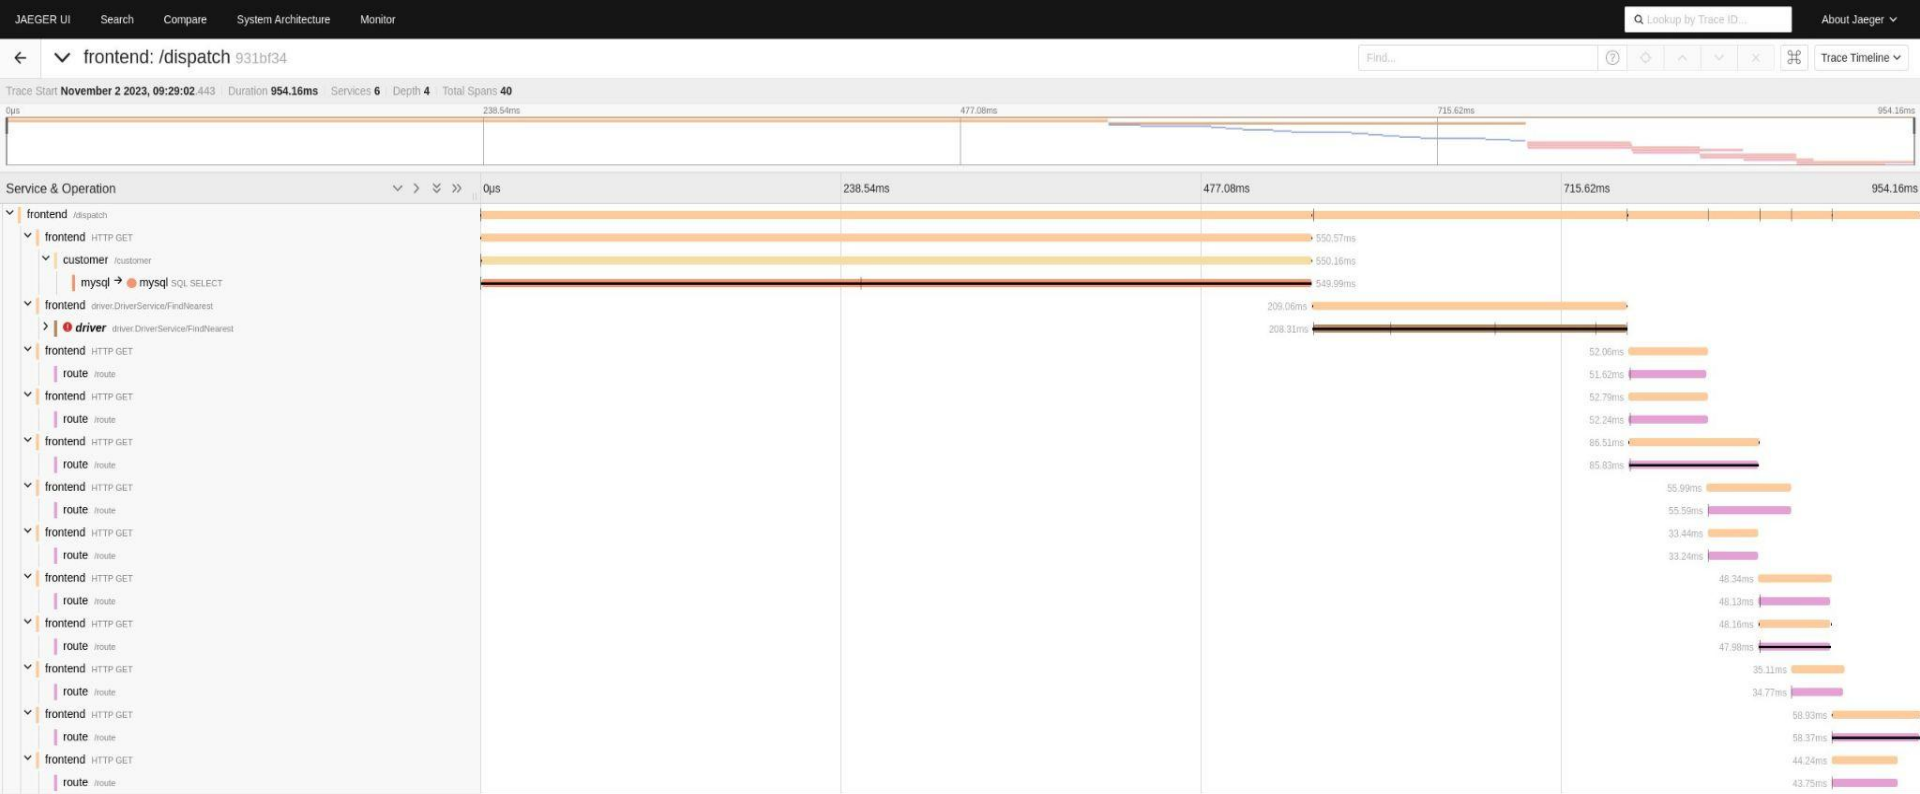 JAEGER UI Search Compare System Architecture Monitor Lookup by Trace ID... About Jaeger
frontend: /dispatch 931bf34 Find... Trace Timeline
Trace Start November 2 2023, 09:29:02.443 Duration 954.16ms Services 6 Depth 4 Total Spans 40
0μs 238.54ms 477.08ms 715.62ms 954.16ms
Service & Operation 0μs 238.54ms 477.08ms 715.62ms 954.16ms
frontend /dispatch
frontend HTTP GET 550.57ms
customer /customer 550.16ms
mysql → mysql SQL SELECT 549.99ms
frontend driver.DriverService/FindNearest 209.06ms
driver driver.DriverService/FindNearest 208.31ms
frontend HTTP GET 52.06ms
route /route 51.62ms
frontend HTTP GET 52.79ms
route /route 52.24ms
frontend HTTP GET 86.51ms
route /route 85.83ms
frontend HTTP GET 55.99ms
route /route 55.59ms
frontend HTTP GET 33.44ms
route /route 33.24ms
frontend HTTP GET 48.34ms
route /route 48.13ms
frontend HTTP GET 48.16ms
route /route 47.98ms
frontend HTTP GET 35.11ms
route /route 34.77ms
frontend HTTP GET 58.93ms
route /route 58.37ms
frontend HTTP GET 44.24ms
route /route 43.75ms